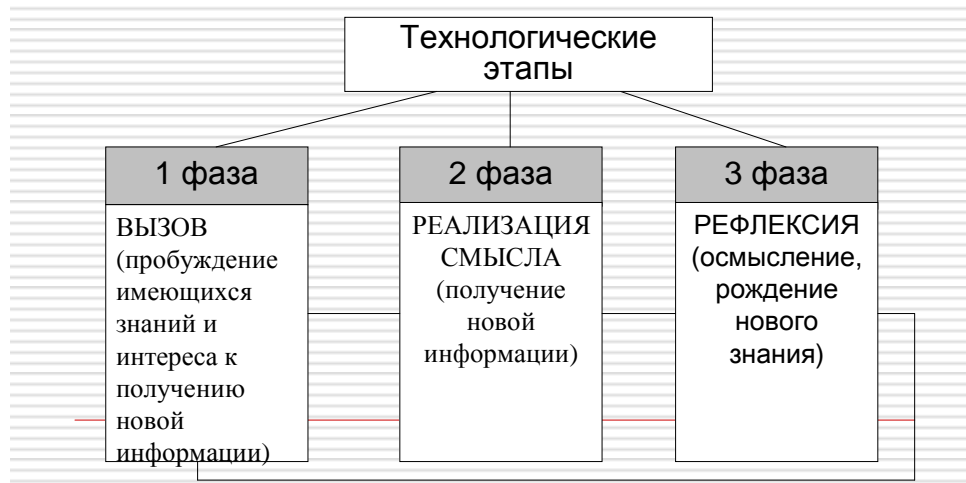 Технологические
этапы
1 фаза
ВЫЗОВ
(пробуждение
имеющихся
знаний и
интереса к
получению
новой
информации)
2 фаза
РЕАЛИЗАЦИЯ
СМЫСЛА
(получение
новой
информации)
3 фаза
РЕФЛЕКСИЯ
(осмысление,
рождение
нового
знания)